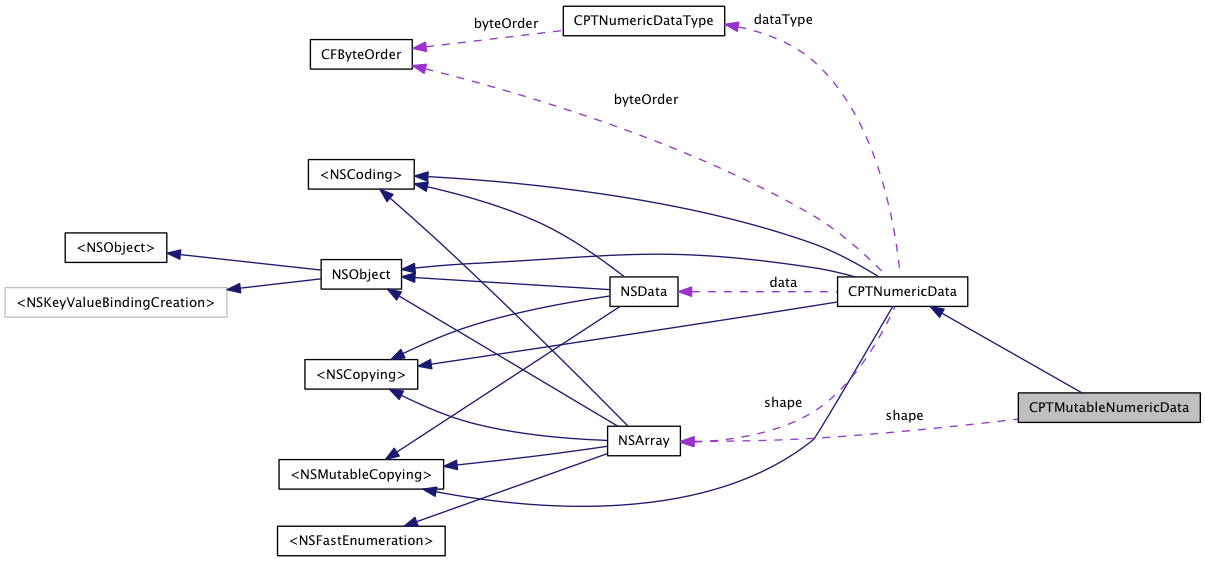 CPTNumericDataType
dataType
byteOrder
CFByteOrder
byteOrder
<NSCoding>
<NSObject>
NSObject
<NSKeyValueBindingCreation>
NSData
data
CPTNumericData
<NSCopying>
shape
CPTMutableNumericData
shape
NSArray
<NSMutableCopying>
<NSFastEnumeration>